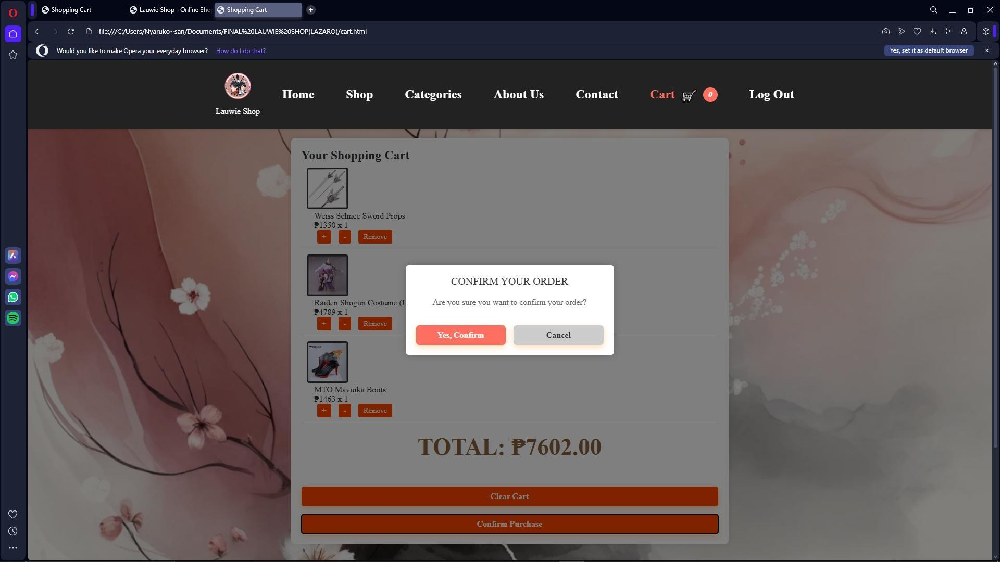 Shopping Cart
Lauwie Shop - Online Sho
Shopping Cart
file:///C:/Users/Nyaruko~san/Documents/FINAL%20LAUWIE%20SHOP(LAZARO)/cart.html
Would you like to make Opera your everyday browser? How do I do that?
Yes, set it as default browser
Lauwie Shop
Home
Shop
Categories
About Us
Contact
Cart 0
Log Out
Your Shopping Cart
Weiss Schnee Sword Props
₱1350 x 1
+ - Remove
Raiden Shogun Costume (U
₱4789 x 1
+ - Remove
MTO Mavuika Boots
₱1463 x 1
+ - Remove
CONFIRM YOUR ORDER
Are you sure you want to confirm your order?
Yes, Confirm
Cancel
TOTAL: ₱7602.00
Clear Cart
Confirm Purchase